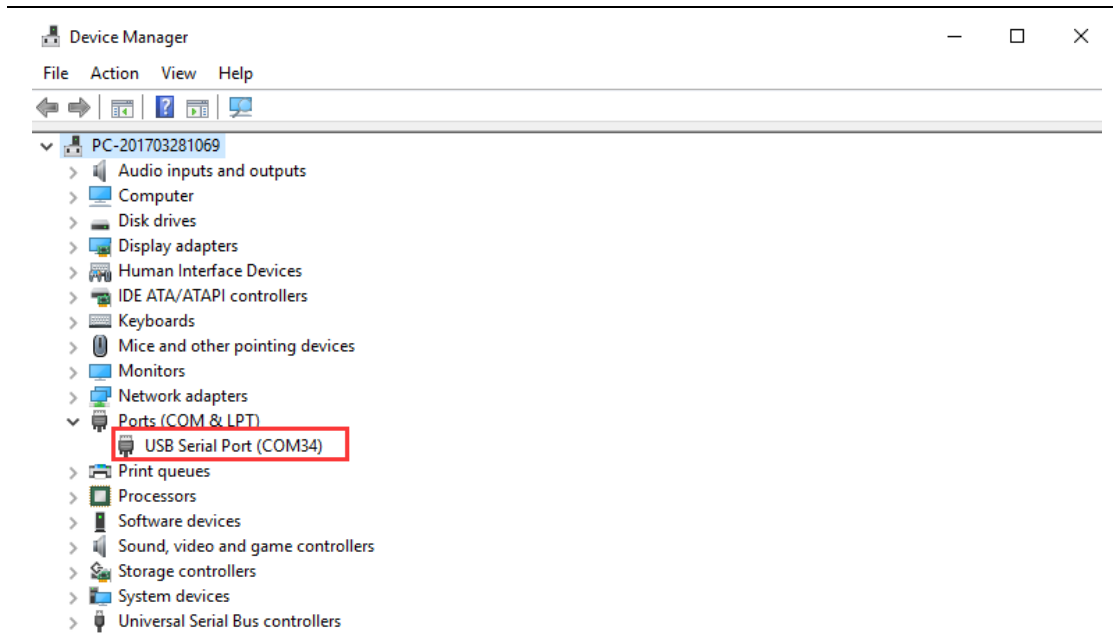 Device Manager
File Action View Help
PC-201703281069
Audio inputs and outputs
Computer
Disk drives
Display adapters
Human Interface Devices
IDE ATA/ATAPI controllers
Keyboards
Mice and other pointing devices
Monitors
Network adapters
Ports (COM & LPT)
USB Serial Port (COM34)
Print queues
Processors
Software devices
Sound, video and game controllers
Storage controllers
System devices
Universal Serial Bus controllers